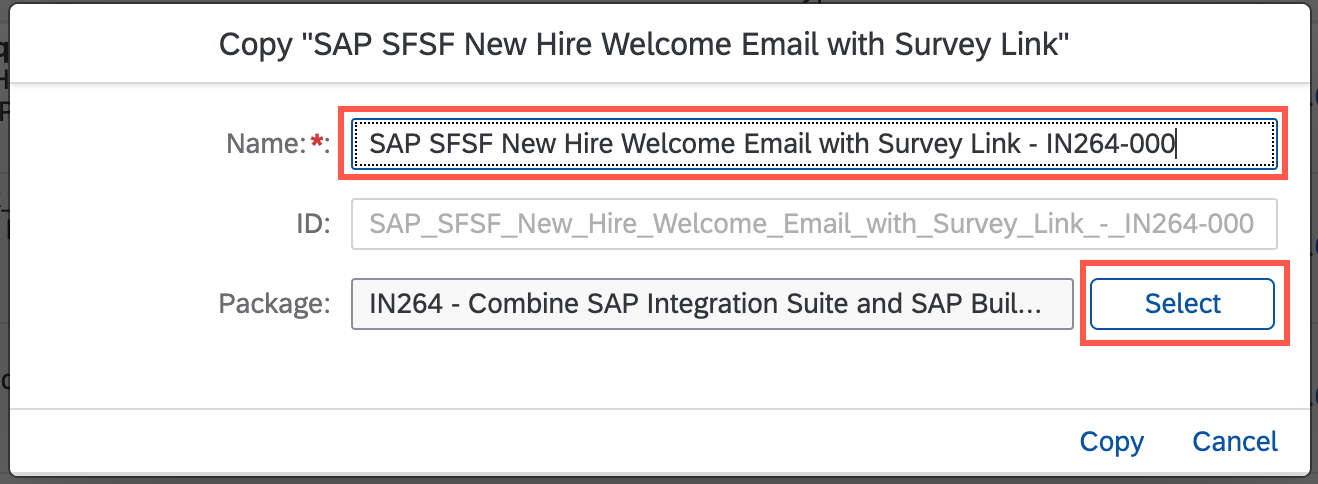 Copy "SAP SFSF New Hire Welcome Email with Survey Link"
Name:*: SAP SFSF New Hire Welcome Email with Survey Link - IN264-000
ID: SAP_SFSF_New_Hire_Welcome_Email_with_Survey_Link_-_IN264-000
Package: IN264 - Combine SAP Integration Suite and SAP Buil... Select
Copy Cancel